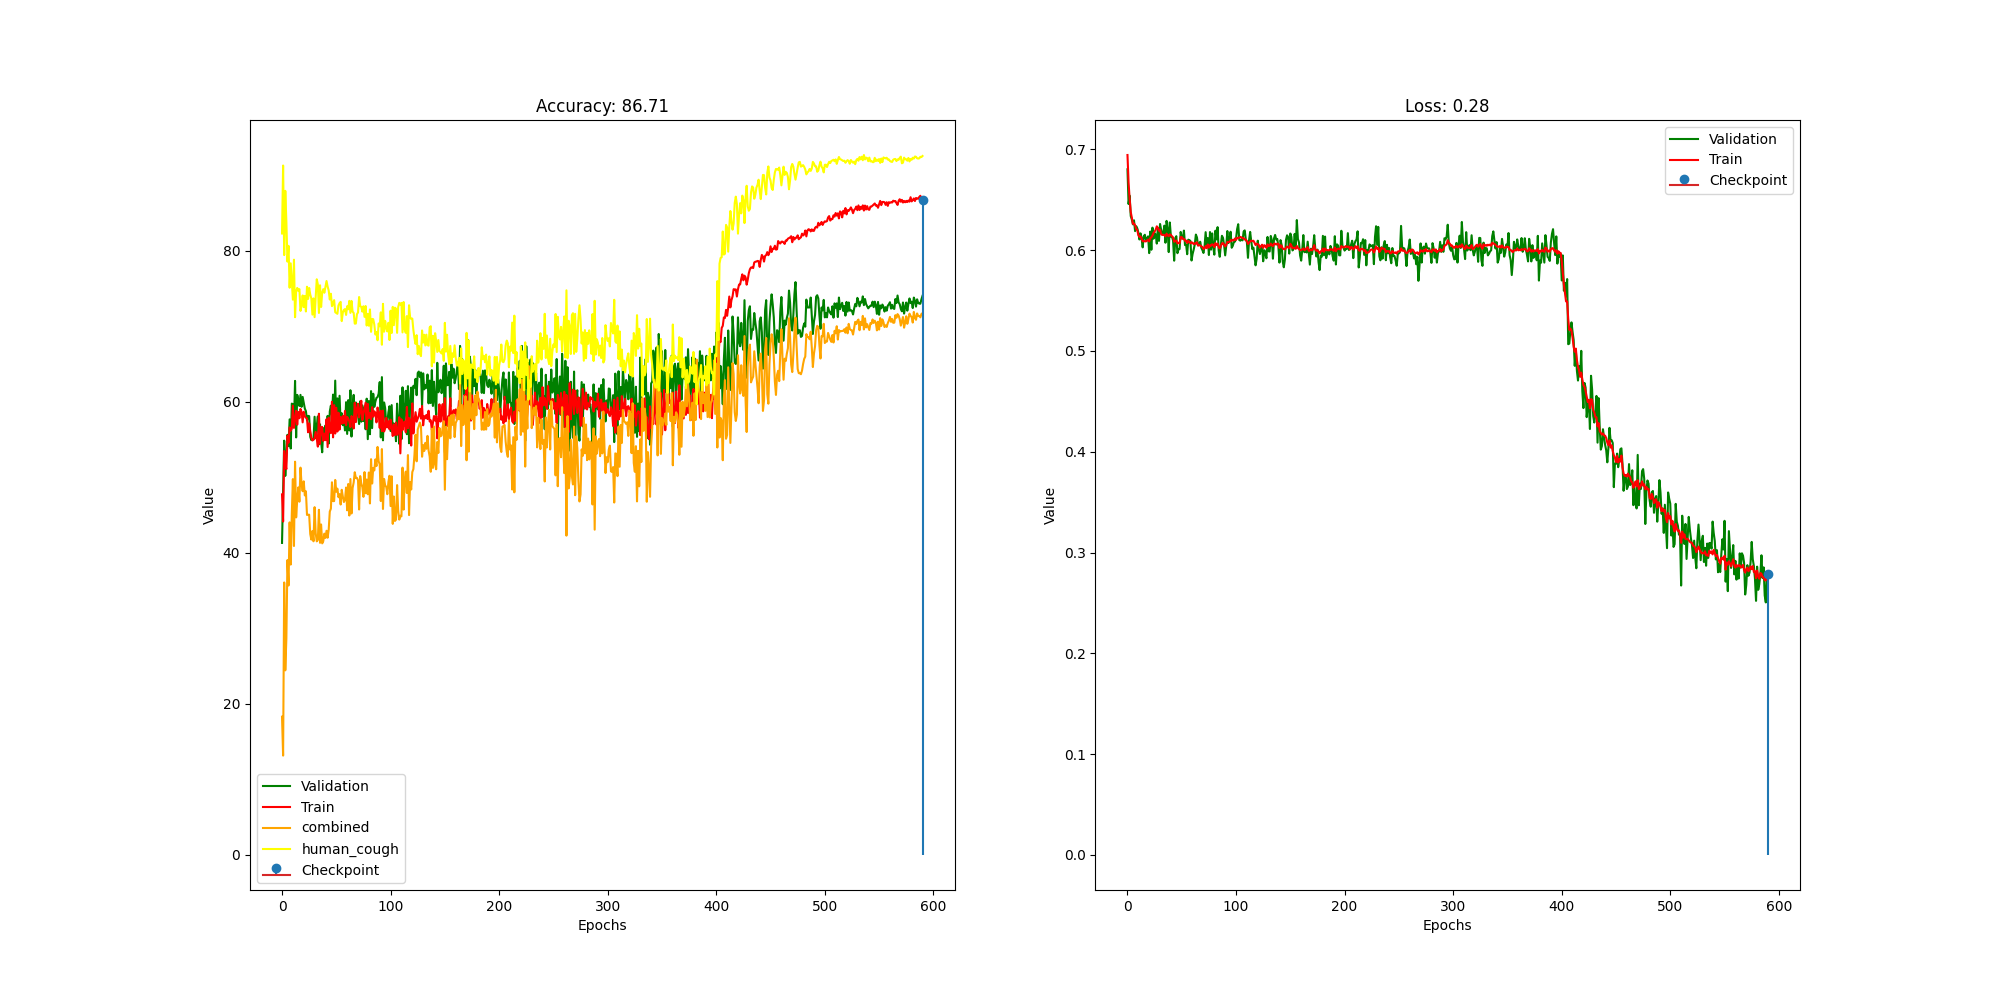 Accuracy: 86.71
Value
80
60
40
20
0
Validation
Train
combined
human_cough
Checkpoint
0 100 200 300 400 500 600
Epochs
Loss: 0.28
Value
0.7
0.6
0.5
0.4
0.3
0.2
0.1
0.0
Validation
Train
Checkpoint
0 100 200 300 400 500 600
Epochs